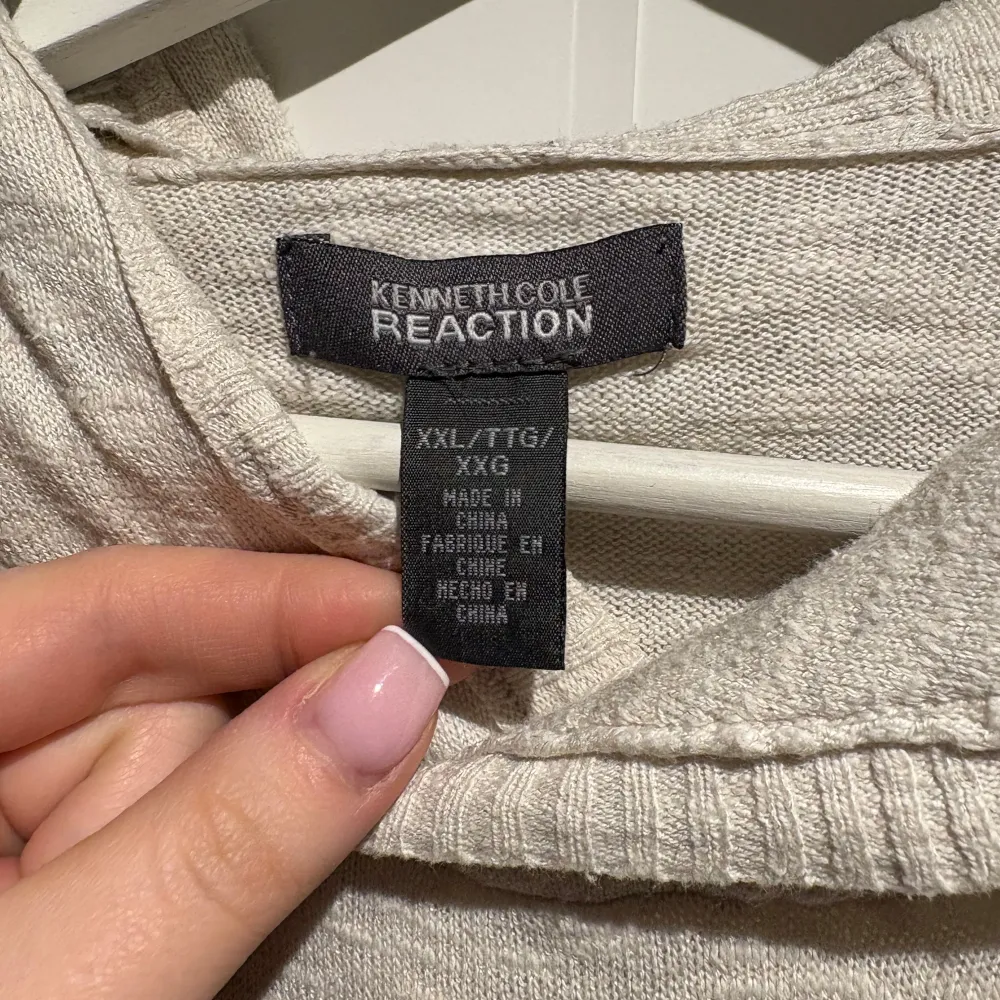 KENNETH COLE
REACTION
XXL/TTG/
XXG
MADE IN
CHINA
FABRIQUE EN
CHINE
HECHO EN
CHINA